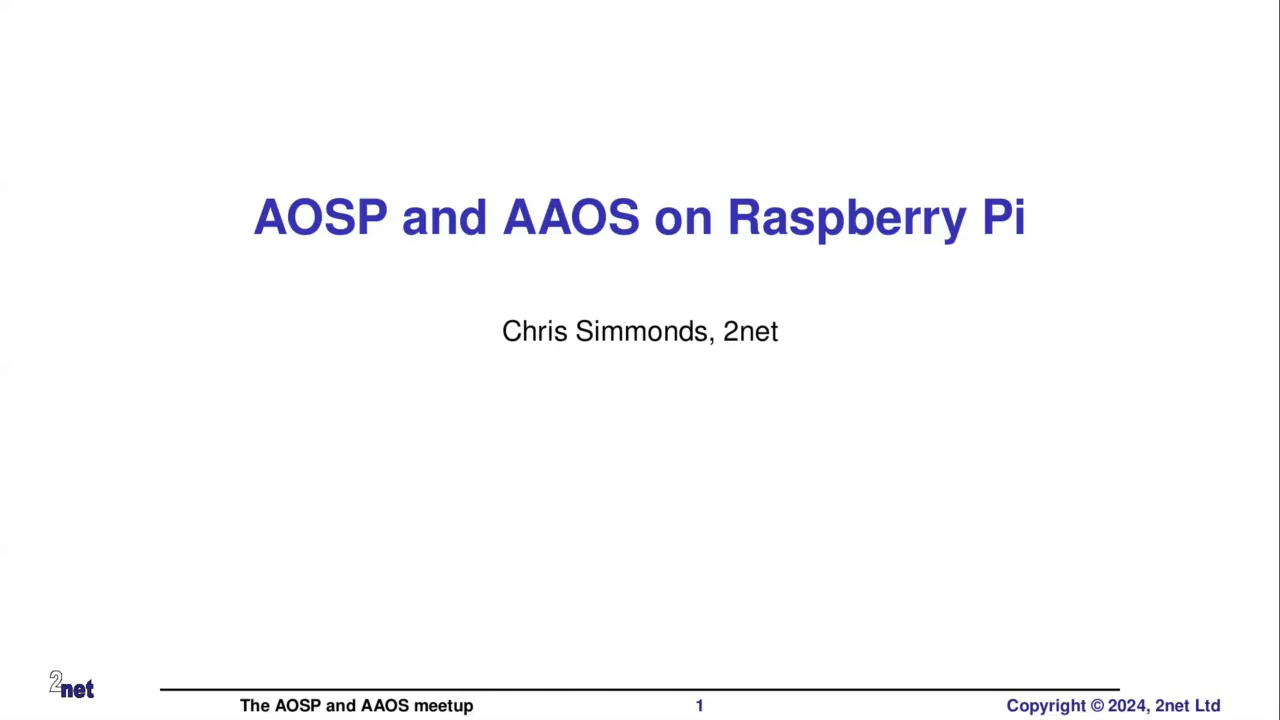 AOSP and AAOS on Raspberry Pi
Chris Simmonds, 2net
2net
The AOSP and AAOS meetup 1 Copyright © 2024, 2net Ltd